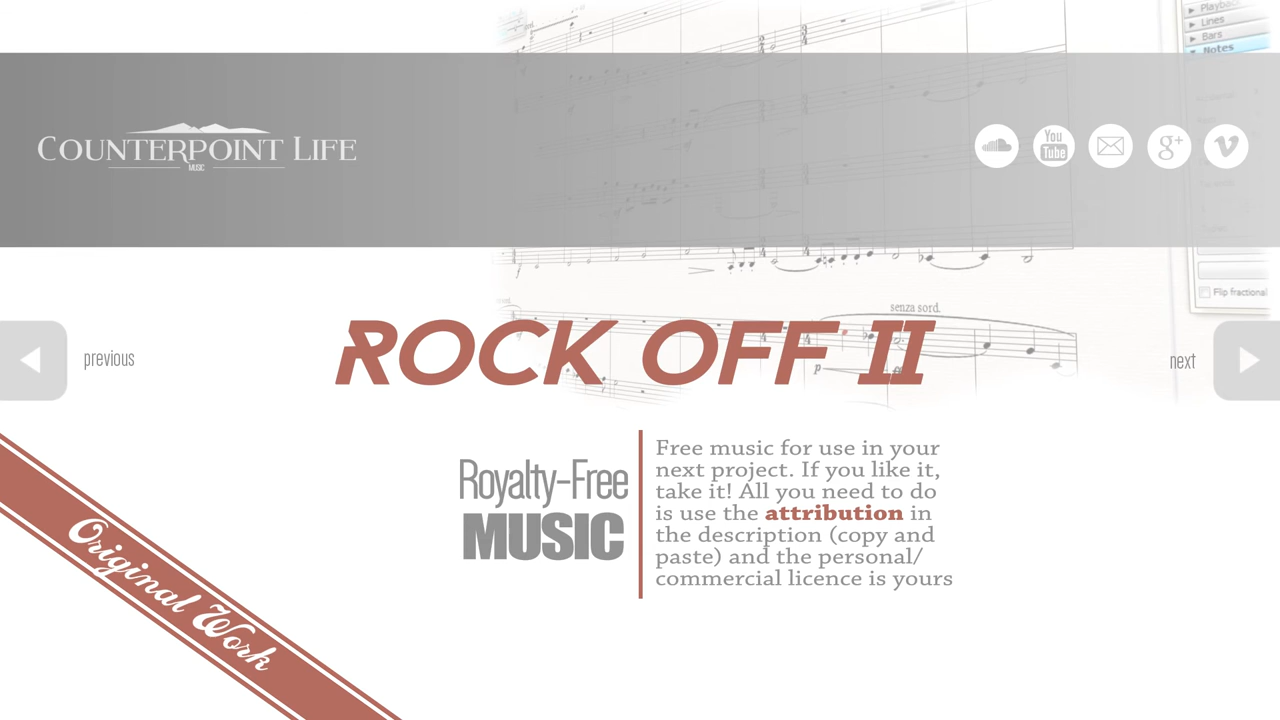 Playback
Lines
Bars
Notes
COUNTERPOINT LIFE
MUSIC
You
Tube
g+
Flip fractional
senza sord.
ROCK OFF II
p
previous
next
Royalty-Free
MUSIC
Free music for use in your
next project. If you like it,
take it! All you need to do
is use the attribution in
the description (copy and
paste) and the personal/
commercial licence is yours
Original Work